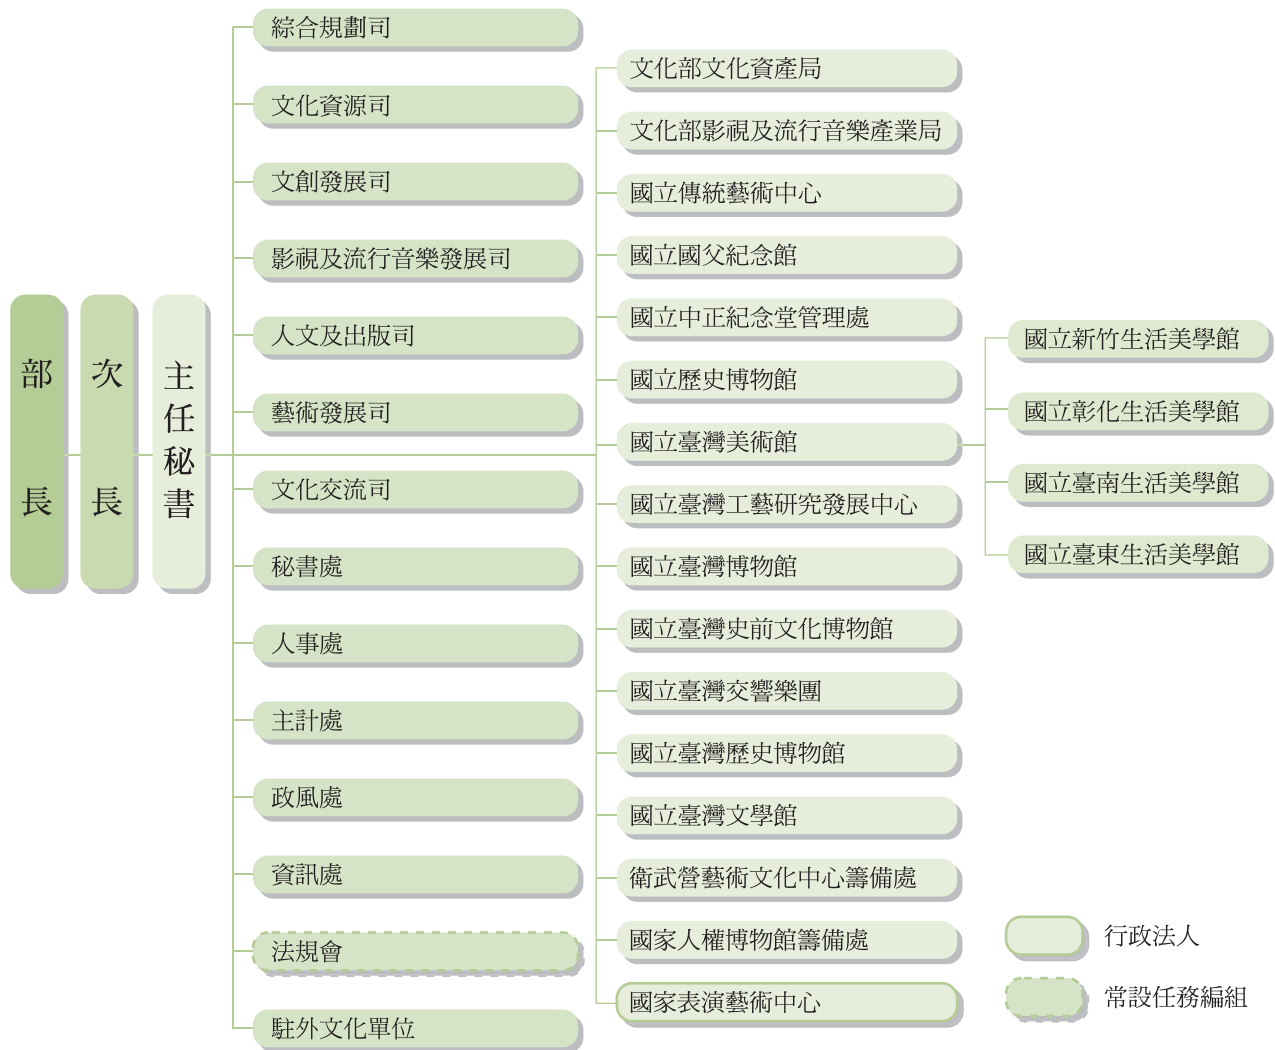 部長
次長
主任秘書
綜合規劃司
文化資源司
文創發展司
影視及流行音樂發展司
人文及出版司
藝術發展司
文化交流司
秘書處
人事處
主計處
政風處
資訊處
法規會
駐外文化單位
文化部文化資產局
文化部影視及流行音樂產業局
國立傳統藝術中心
國立國父紀念館
國立中正紀念堂管理處
國立歷史博物館
國立臺灣美術館
國立臺灣工藝研究發展中心
國立臺灣博物館
國立臺灣史前文化博物館
國立臺灣交響樂團
國立臺灣歷史博物館
國立臺灣文學館
衛武營藝術文化中心籌備處
國家人權博物館籌備處
國家表演藝術中心
國立新竹生活美學館
國立彰化生活美學館
國立臺南生活美學館
國立臺東生活美學館
行政法人
常設任務編組